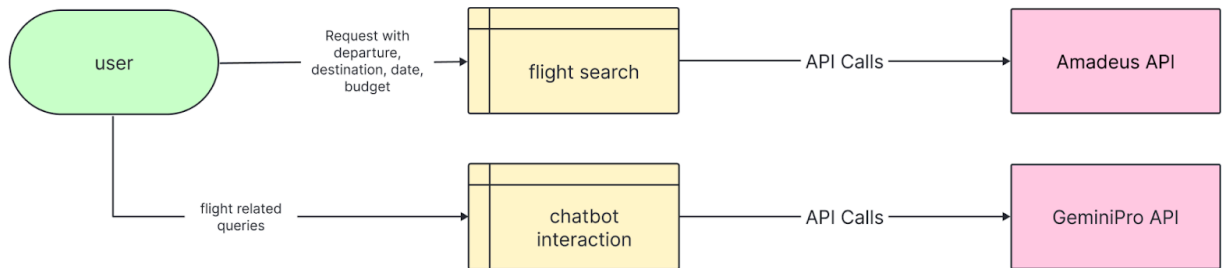 user
Request with
departure,
destination, date,
budget
flight search
API Calls
Amadeus API
flight related
queries
chatbot
interaction
API Calls
GeminiPro API